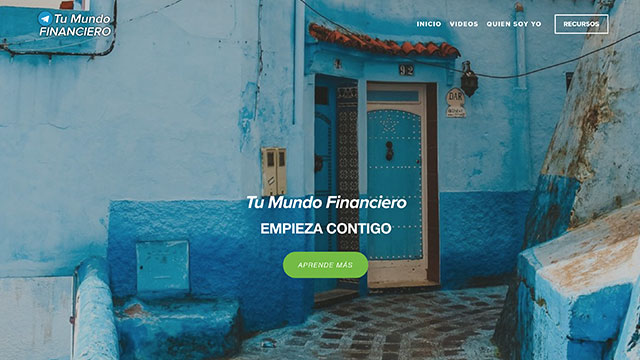 Tu Mundo
FINANCIERO
INICIO
VIDEOS
QUIEN SOY YO
RECURSOS
92
DAR
Tu Mundo Financiero
EMPIEZA CONTIGO
APRENDE MÁS